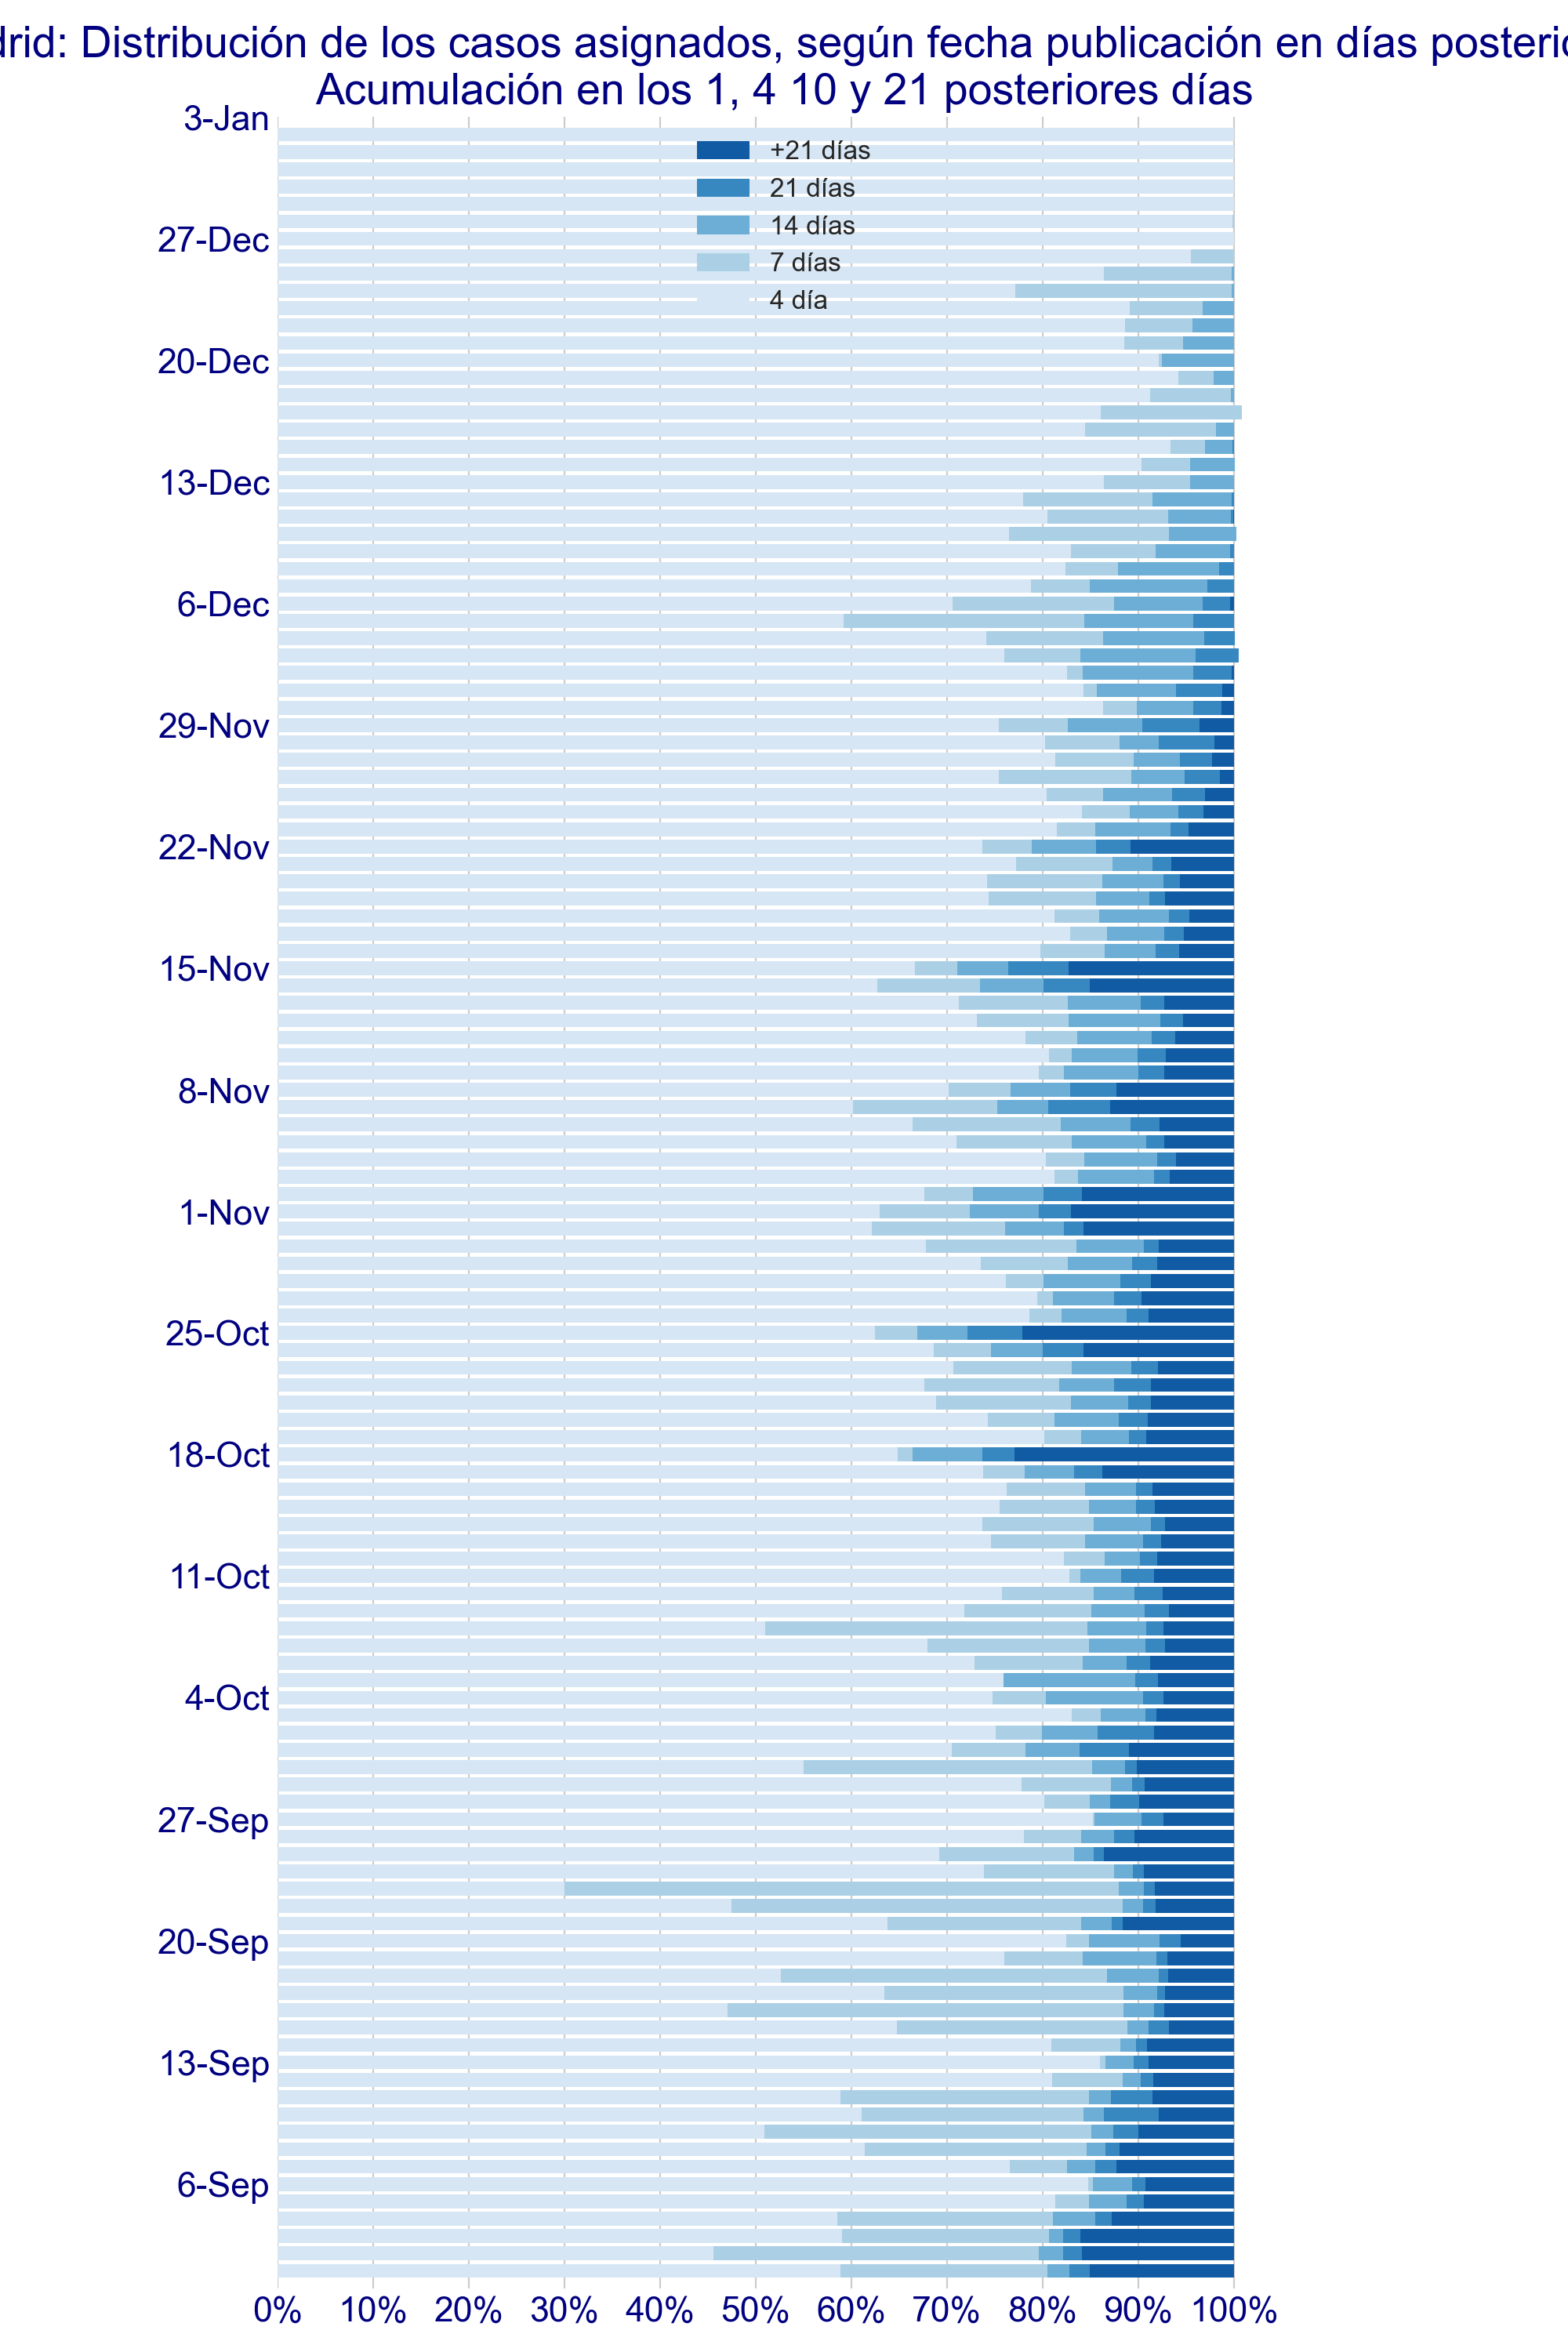 drid: Distribución de los casos asignados, según fecha publicación en días posterio
Acumulación en los 1, 4 10 y 21 posteriores días
3-Jan
+21 días
21 días
14 días
27-Dec
7 días
4 día
20-Dec
13-Dec
6-Dec
29-Nov
22-Nov
15-Nov
8-Nov
1-Nov
25-Oct
18-Oct
11-Oct
4-Oct
27-Sep
20-Sep
13-Sep
6-Sep
0% 10% 20% 30% 40% 50% 60% 70% 80% 90% 100%